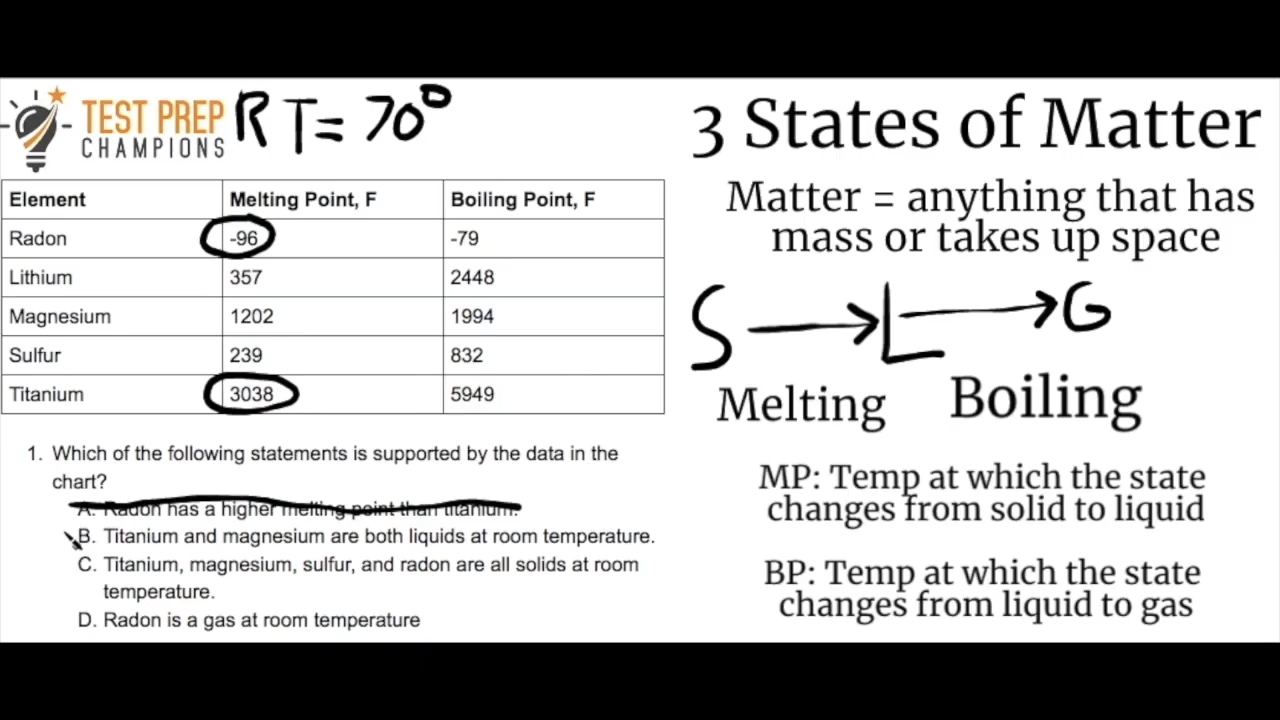 TEST PREP
CHAMPIONS
RT=70°
Element Melting Point, F Boiling Point, F
Radon -96 -79
Lithium 357 2448
Magnesium 1202 1994
Sulfur 239 832
Titanium 3038 5949
1. Which of the following statements is supported by the data in the
chart?
A. Radon has a higher melting point than titanium.
B. Titanium and magnesium are both liquids at room temperature.
C. Titanium, magnesium, sulfur, and radon are all solids at room
temperature.
D. Radon is a gas at room temperature
3 States of Matter
Matter = anything that has
mass or takes up space
S → L → G
Melting Boiling
MP: Temp at which the state
changes from solid to liquid
BP: Temp at which the state
changes from liquid to gas